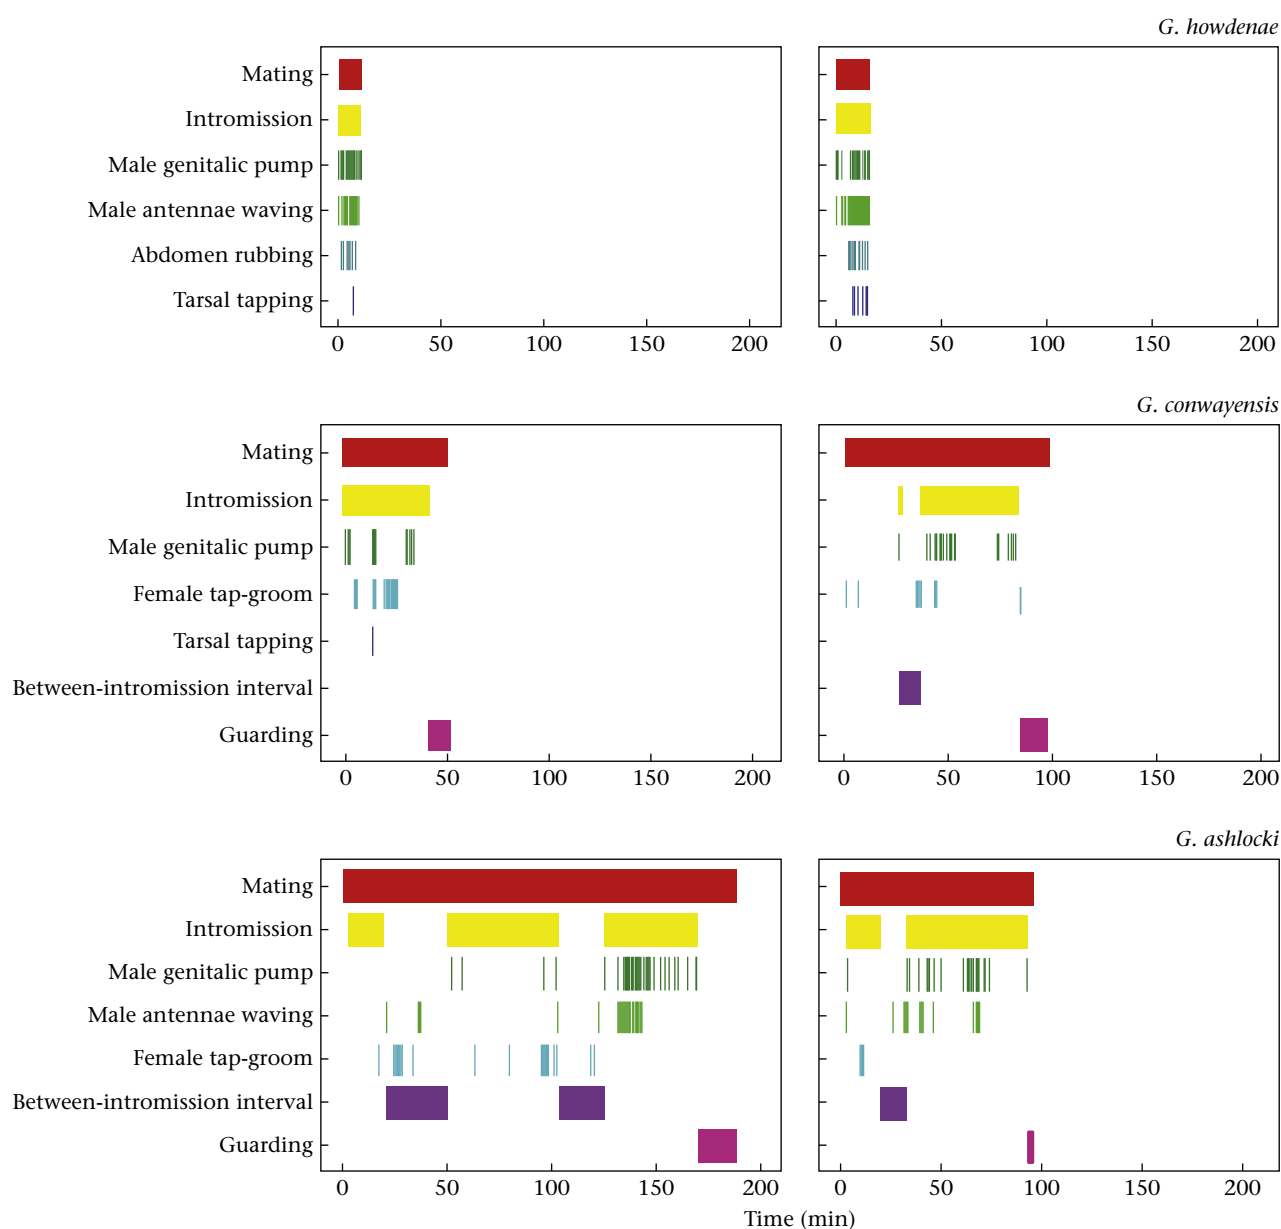 G. howdenae
Mating
Intromission
Male genitalic pump
Male antennae waving
Abdomen rubbing
Tarsal tapping
0 50 100 150 200 0 50 100 150 200
G. conwayensis
Mating
Intromission
Male genitalic pump
Female tap-groom
Tarsal tapping
Between-intromission interval
Guarding
0 50 100 150 200 0 50 100 150 200
G. ashlocki
Mating
Intromission
Male genitalic pump
Male antennae waving
Female tap-groom
Between-intromission interval
Guarding
0 50 100 150 200 0 50 100 150 200
Time (min)